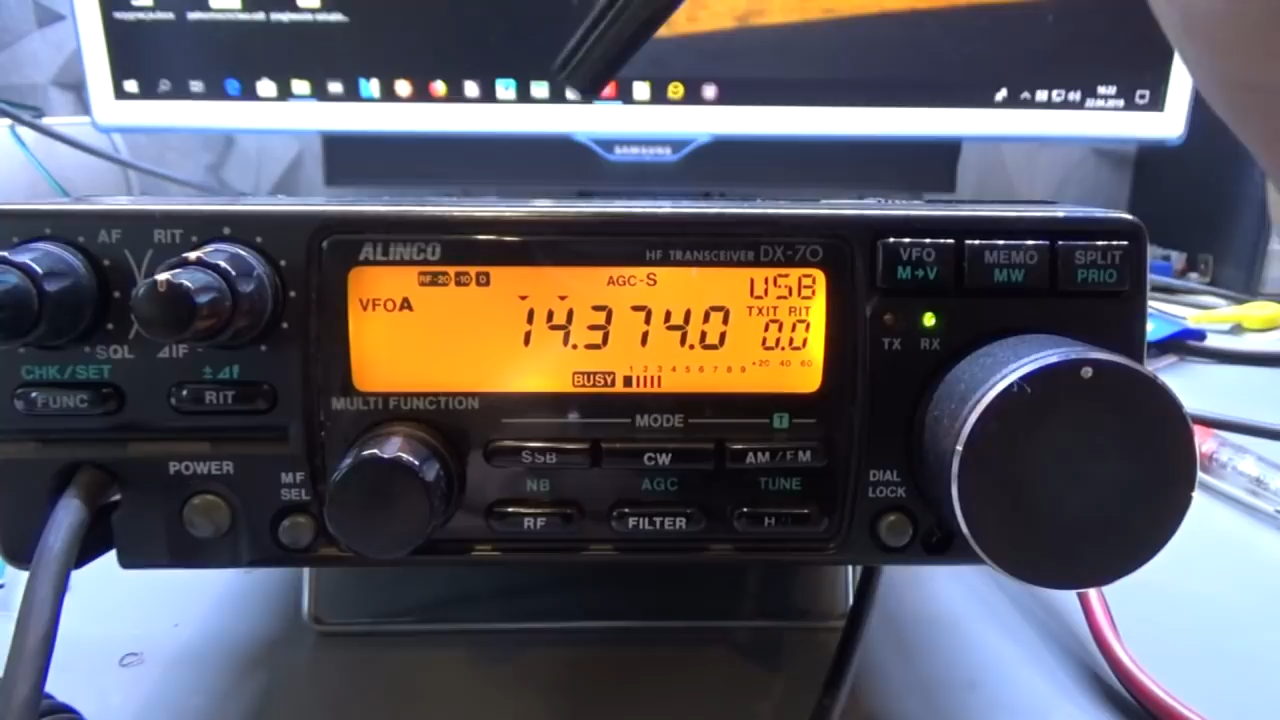 SAMSUNG
AF RIT
SQL ⊿IF
CHK/SET ±⊿f
FUNC RIT
POWER
MF
SEL
ALINCO HF TRANSCEIVER DX-70
RF-20 -10 0 AGC-S USB
VFOA 14.374.0 TXIT RIT
0.0
1 2 3 4 5 6 7 8 9 +20 40 60
BUSY
MULTI FUNCTION
MODE T
SSB CW AM/FM
NB AGC TUNE
RF FILTER
VFO MEMO SPLIT
M→V MW PRIO
TX RX
DIAL
LOCK